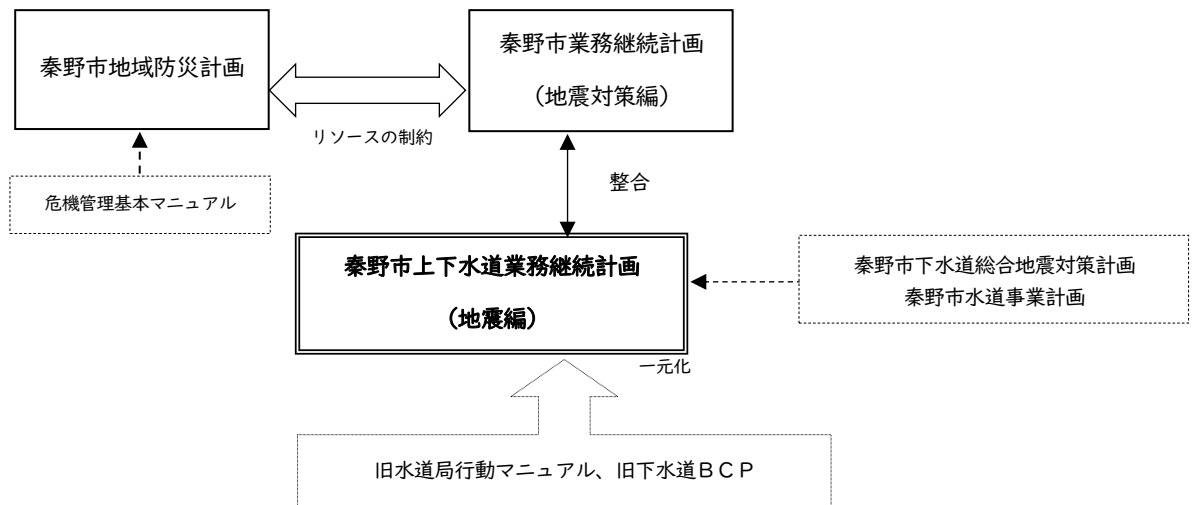 秦野市地域防災計画
秦野市業務継続計画
（地震対策編）
リソースの制約
危機管理基本マニュアル
整合
秦野市上下水道業務継続計画
（地震編）
秦野市下水道総合地震対策計画
秦野市水道事業計画
一元化
旧水道局行動マニュアル、旧下水道ＢＣＰ